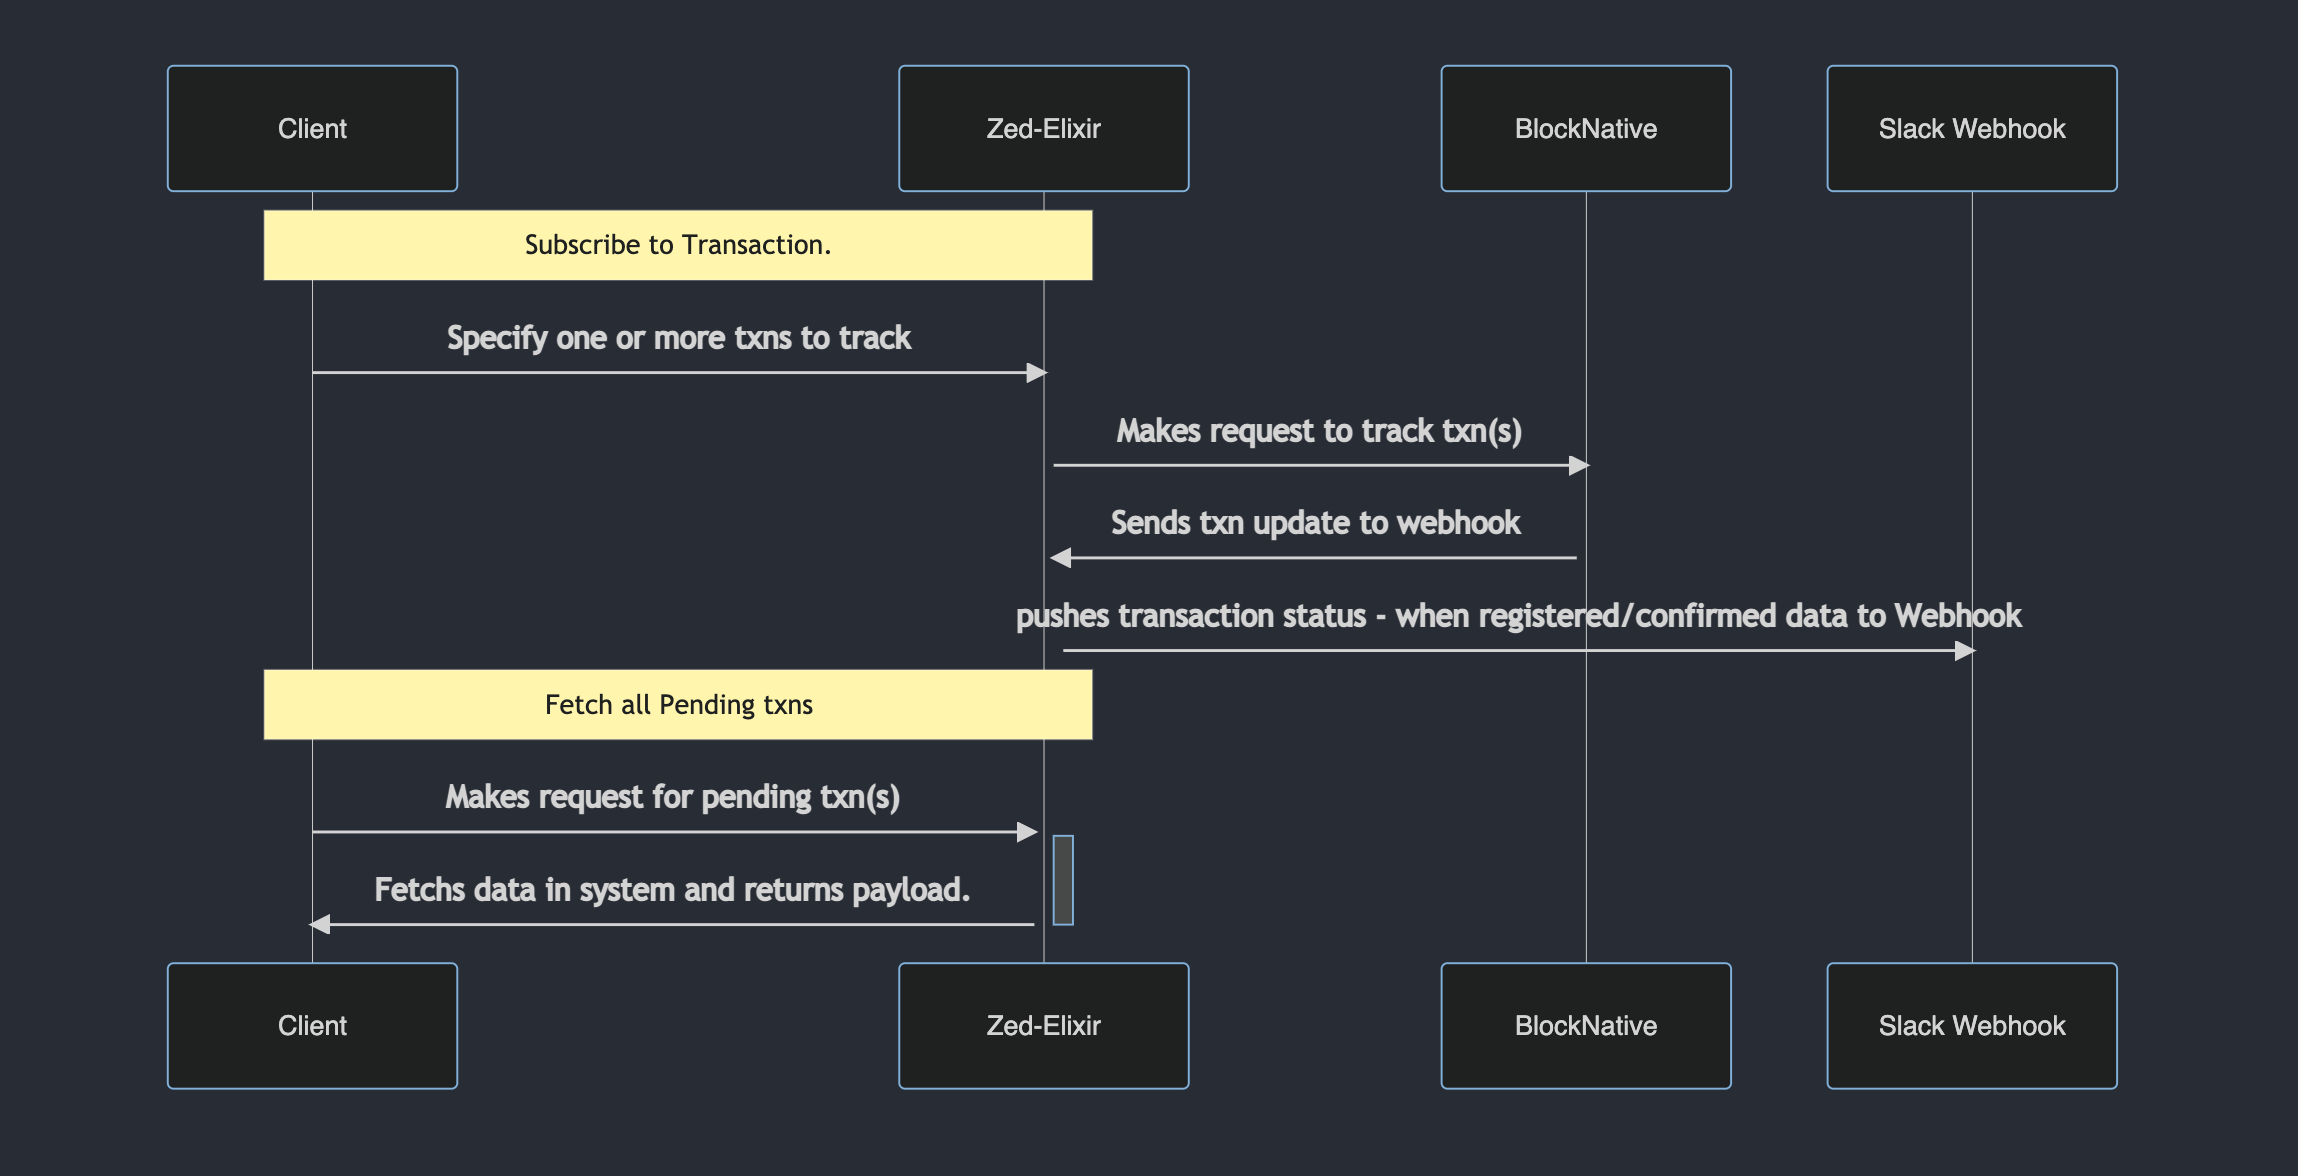 Client
Zed-Elixir
BlockNative
Slack Webhook
Subscribe to Transaction.
Specify one or more txns to track
Makes request to track txn(s)
Sends txn update to webhook
pushes transaction status - when registered/confirmed data to Webhook
Fetch all Pending txns
Makes request for pending txn(s)
Fetchs data in system and returns payload.
Client
Zed-Elixir
BlockNative
Slack Webhook